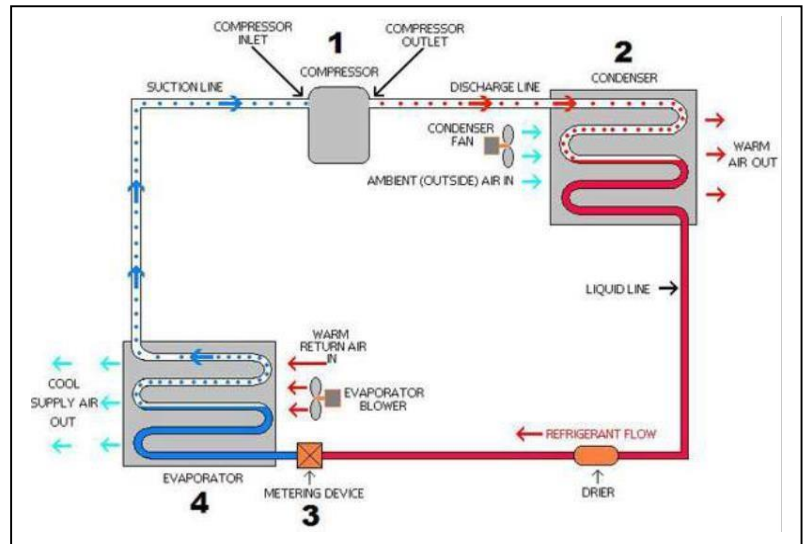 COMPRESSOR
INLET
1
COMPRESSOR
OUTLET
2
SUCTION LINE
COMPRESSOR
DISCHARGE LINE
CONDENSER
CONDENSER
FAN
WARM
AIR OUT
AMBIENT (OUTSIDE) AIR IN
LIQUID LINE
WARM
RETURN AIR
IN
COOL
SUPPLY AIR
OUT
EVAPORATOR
BLOWER
REFRIGERANT FLOW
EVAPORATOR
4
METERING DEVICE
3
DRIER